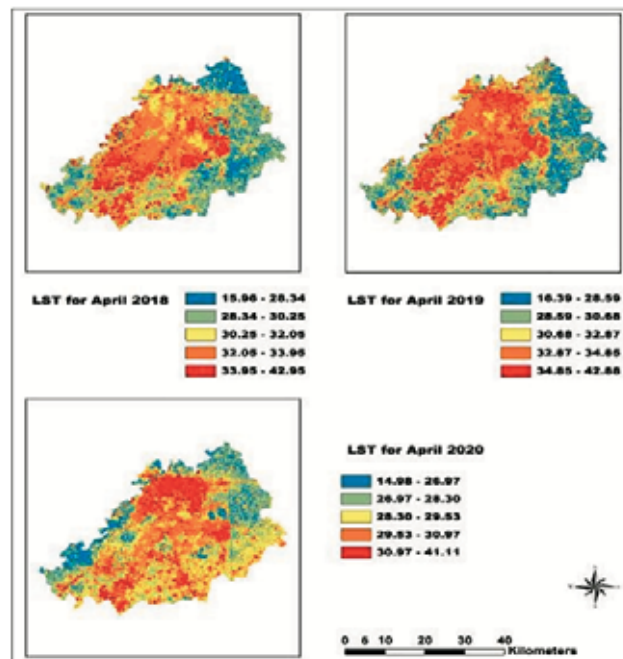 LST for April 2018
15.96 - 28.34
28.34 - 30.25
30.25 - 32.05
32.05 - 33.95
33.95 - 42.95
LST for April 2019
16.39 - 28.59
28.59 - 30.68
30.68 - 32.87
32.87 - 34.85
34.85 - 42.88
LST for April 2020
14.98 - 26.97
26.97 - 28.30
28.30 - 29.53
29.53 - 30.97
30.97 - 41.11
0 5 10 20 30 40
Kilometers